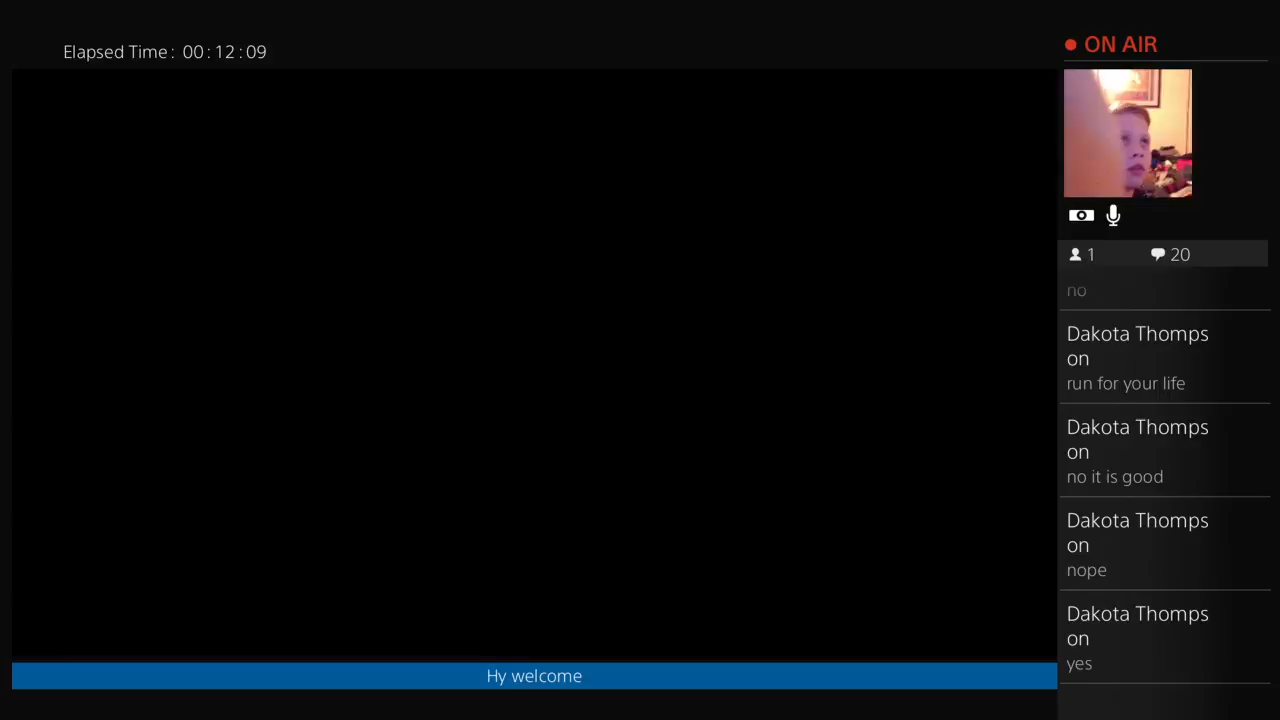 Elapsed Time: 00:12:09
ON AIR
1 20
no
Dakota Thomps
on
run for your life
Dakota Thomps
on
no it is good
Dakota Thomps
on
nope
Dakota Thomps
on
yes
Hy welcome